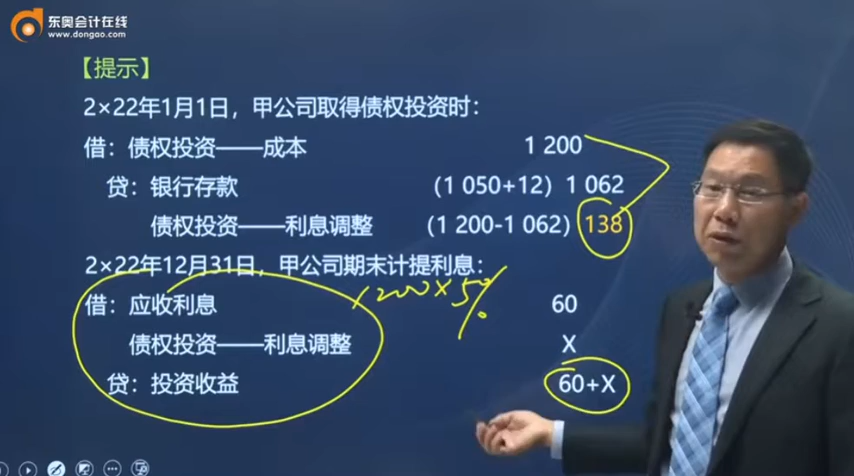 东奥会计在线
www.dongao.com
【提示】
2×22年1月1日，甲公司取得债权投资时：
借：债权投资——成本 1 200
贷：银行存款 （1 050+12）1 062
债权投资——利息调整 （1 200-1 062）138
2×22年12月31日，甲公司期末计提利息：
1200×5%
借：应收利息 60
债权投资——利息调整 X
贷：投资收益 60+X